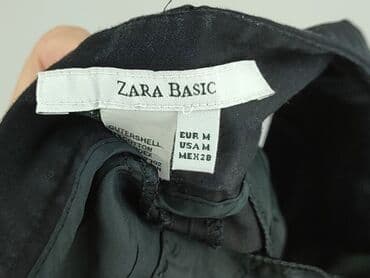 ZARA BASIC
OUTERSHELL
EUR M
USA M
MEX 28